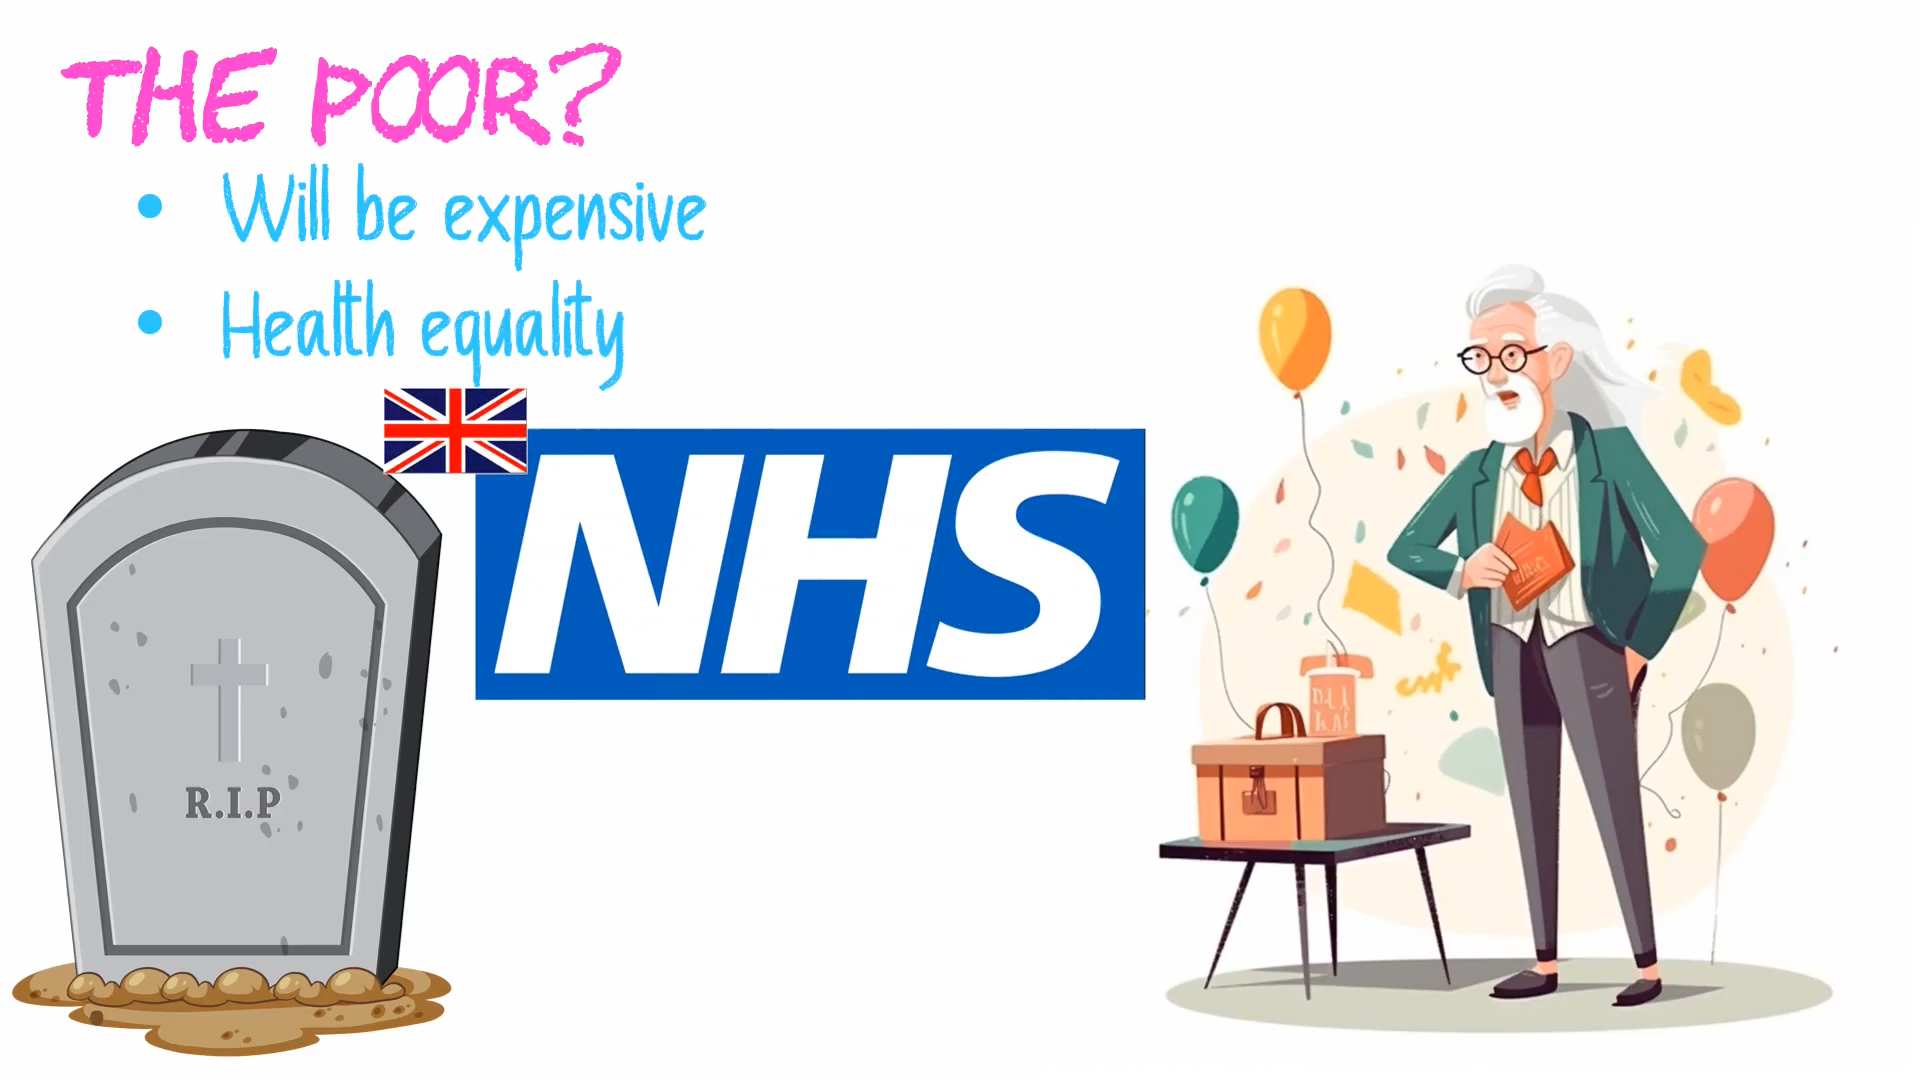 THE POOR?
• Will be expensive
• Health equality
NHS
R.I.P